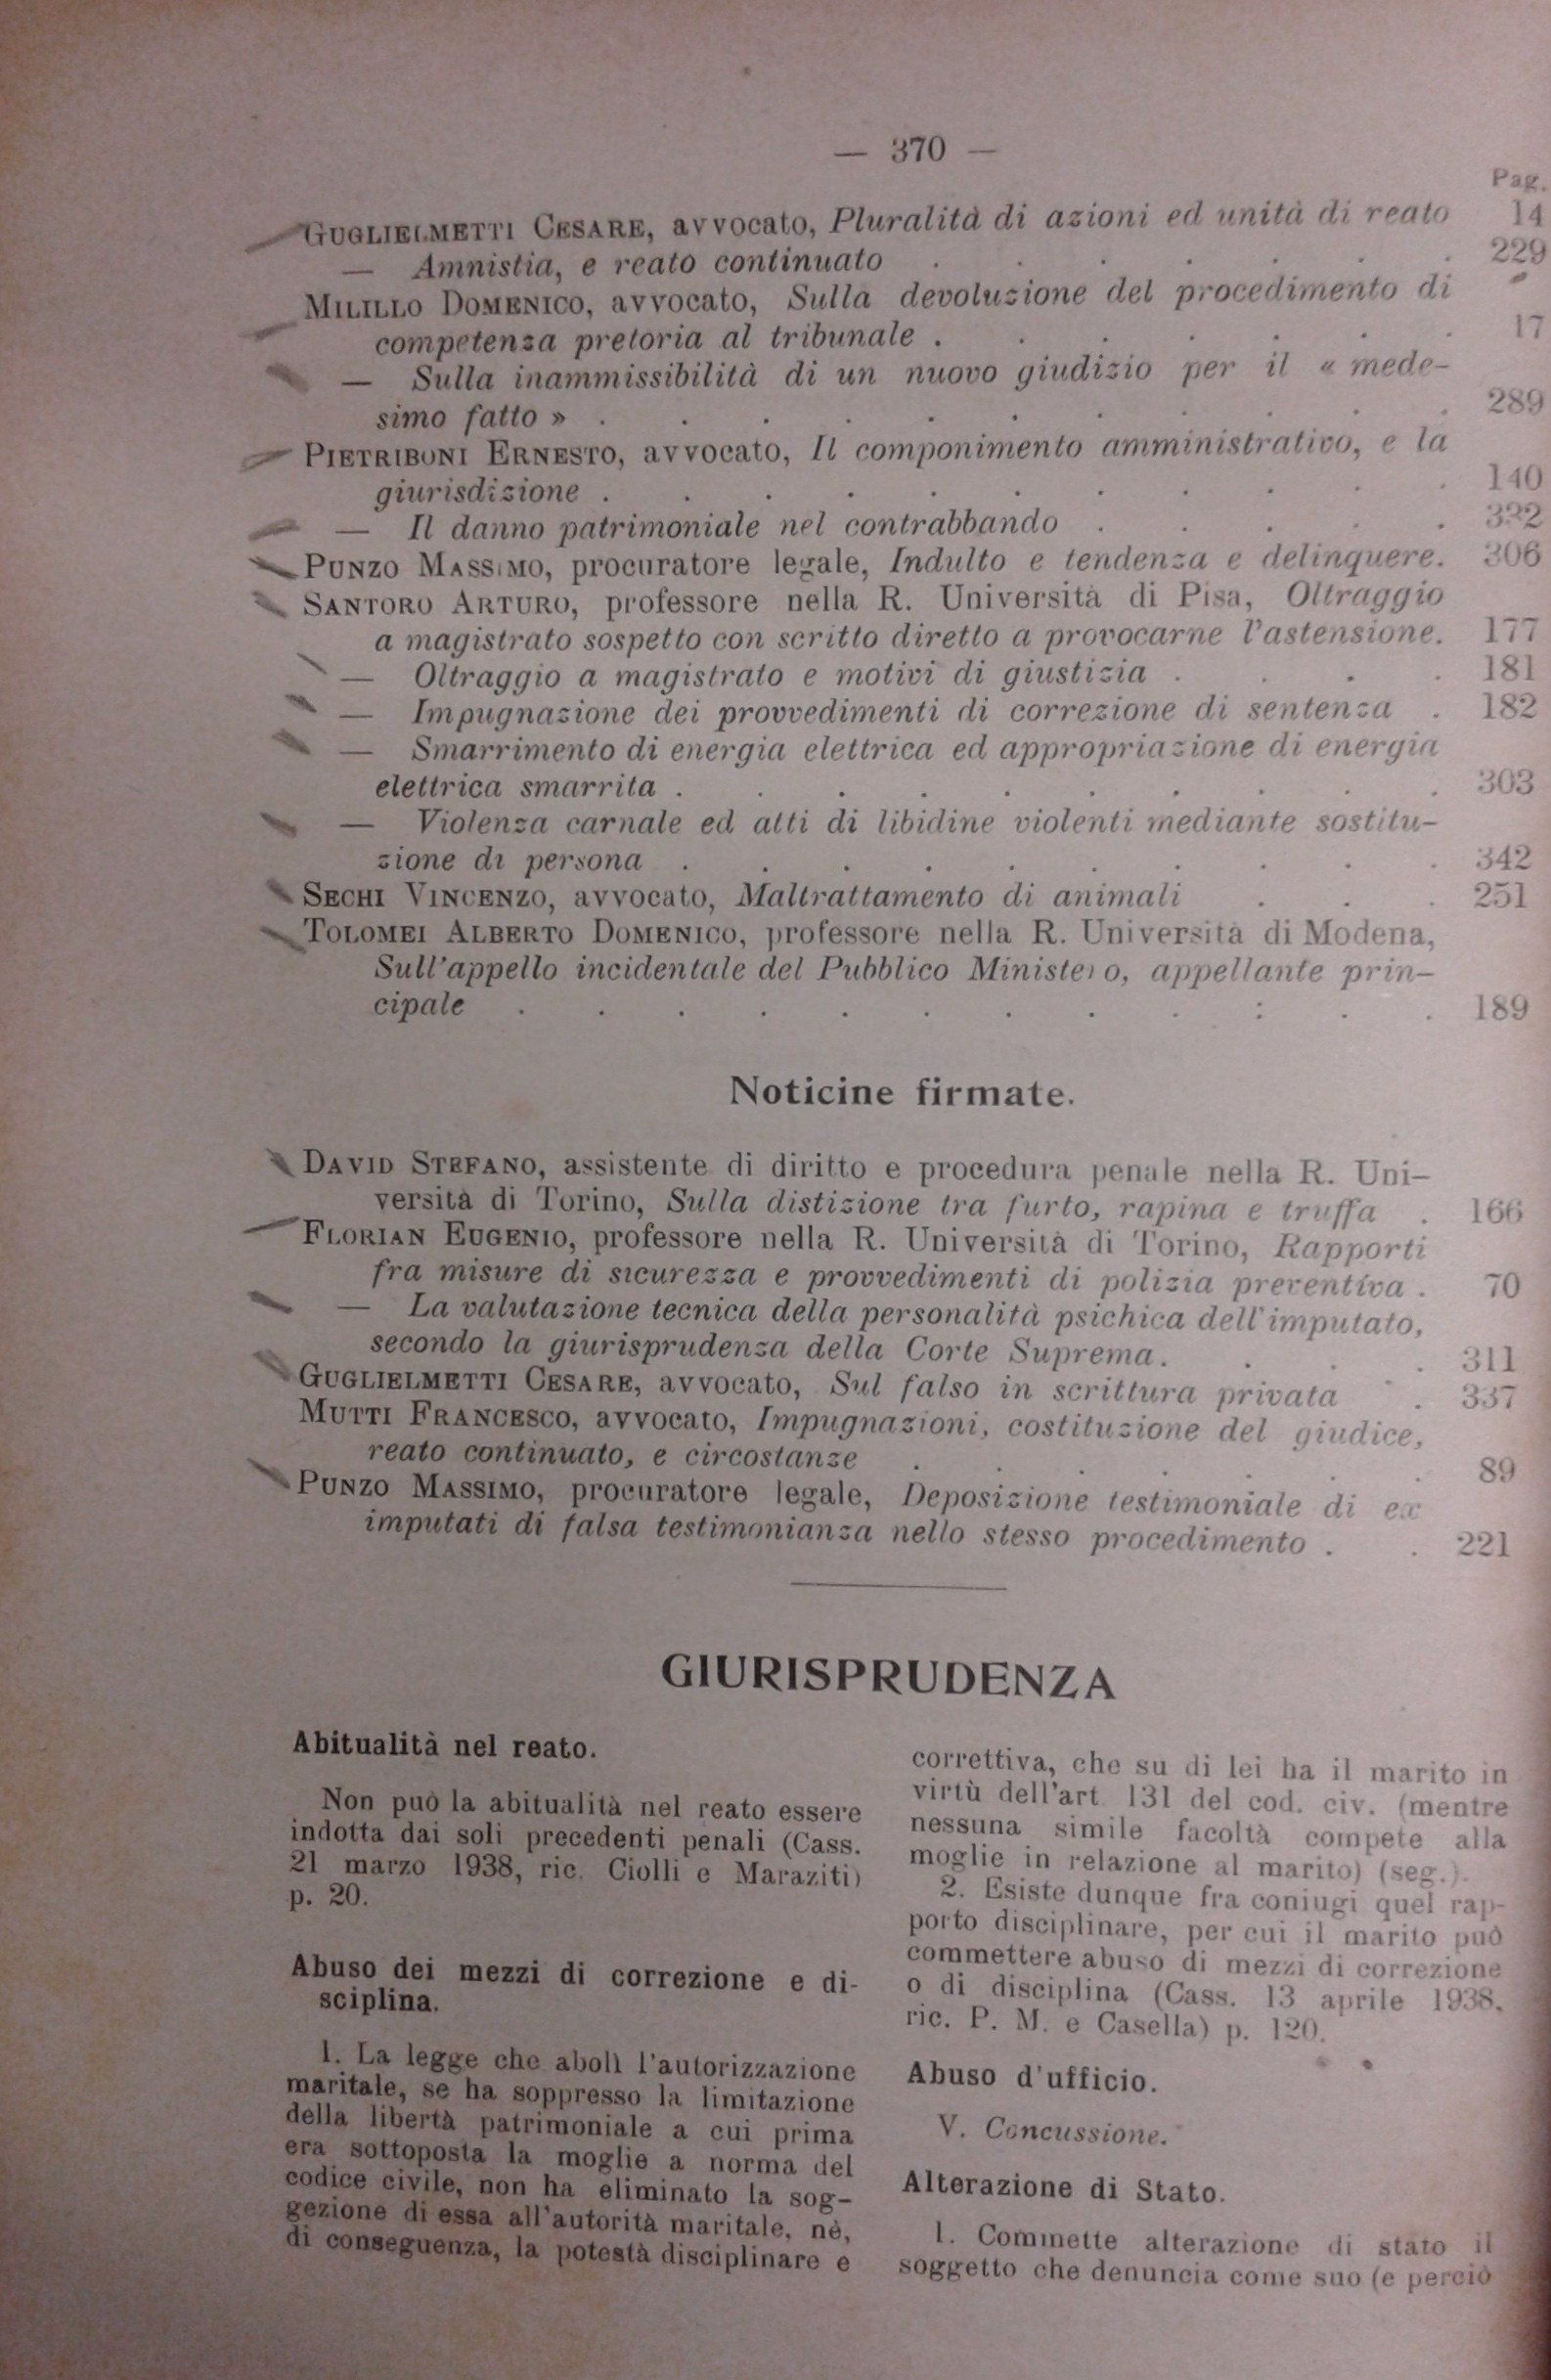 — 370 —
Pag.
GUGLIELMETTI CESARE, avvocato, Pluralità di azioni ed unità di reato 14
— Amnistia, e reato continuato . . . . . . . 229
MILILLO DOMENICO, avvocato, Sulla devoluzione del procedimento di
competenza pretoria al tribunale . . . . . . . 17
— Sulla inammissibilità di un nuovo giudizio per il « mede-
simo fatto » . . . . . . . . . . . 289
PIETRIBONI ERNESTO, avvocato, Il componimento amministrativo, e la
giurisdizione . . . . . . . . . . . 140
— Il danno patrimoniale nel contrabbando . . . . . 332
PUNZO MASSIMO, procuratore legale, Indulto e tendenza e delinquere. 306
SANTORO ARTURO, professore nella R. Università di Pisa, Oltraggio
a magistrato sospetto con scritto diretto a provocarne l'astensione. 177
— Oltraggio a magistrato e motivi di giustizia . . . . 181
— Impugnazione dei provvedimenti di correzione di sentenza . 182
— Smarrimento di energia elettrica ed appropriazione di energia
elettrica smarrita . . . . . . . . . . 303
— Violenza carnale ed atti di libidine violenti mediante sostitu-
zione di persona . . . . . . . . . . 342
SECHI VINCENZO, avvocato, Maltrattamento di animali . . . 251
TOLOMEI ALBERTO DOMENICO, professore nella R. Università di Modena,
Sull'appello incidentale del Pubblico Ministero, appellante prin-
cipale . . . . . . . . . : . . 189
Noticine firmate.
DAVID STEFANO, assistente di diritto e procedura penale nella R. Uni-
versità di Torino, Sulla distizione tra furto, rapina e truffa . 166
FLORIAN EUGENIO, professore nella R. Università di Torino, Rapporti
fra misure di sicurezza e provvedimenti di polizia preventiva . 70
— La valutazione tecnica della personalità psichica dell'imputato,
secondo la giurisprudenza della Corte Suprema. . . . 311
GUGLIELMETTI CESARE, avvocato, Sul falso in scrittura privata . 337
MUTTI FRANCESCO, avvocato, Impugnazioni, costituzione del giudice,
reato continuato, e circostanze . . . . . . . 89
PUNZO MASSIMO, procuratore legale, Deposizione testimoniale di ex
imputati di falsa testimonianza nello stesso procedimento . . 221
GIURISPRUDENZA
Abitualità nel reato.
Non può la abitualità nel reato essere
indotta dai soli precedenti penali (Cass.
21 marzo 1938, ric. Ciolli e Maraziti)
p. 20.
Abuso dei mezzi di correzione e di-
sciplina.
1. La legge che abolì l'autorizzazione
maritale, se ha soppresso la limitazione
della libertà patrimoniale a cui prima
era sottoposta la moglie a norma del
codice civile, non ha eliminato la sog-
gezione di essa all'autorità maritale, nè,
di conseguenza, la potestà disciplinare e
correttiva, che su di lei ha il marito in
virtù dell'art. 131 del cod. civ. (mentre
nessuna simile facoltà compete alla
moglie in relazione al marito) (seg.).
2. Esiste dunque fra coniugi quel rap-
porto disciplinare, per cui il marito può
commettere abuso di mezzi di correzione
o di disciplina (Cass. 13 aprile 1938,
ric. P. M. e Casella) p. 120.
Abuso d'ufficio.
V. Concussione.
Alterazione di Stato.
1. Commette alterazione di stato il
soggetto che denuncia come suo (e perciò